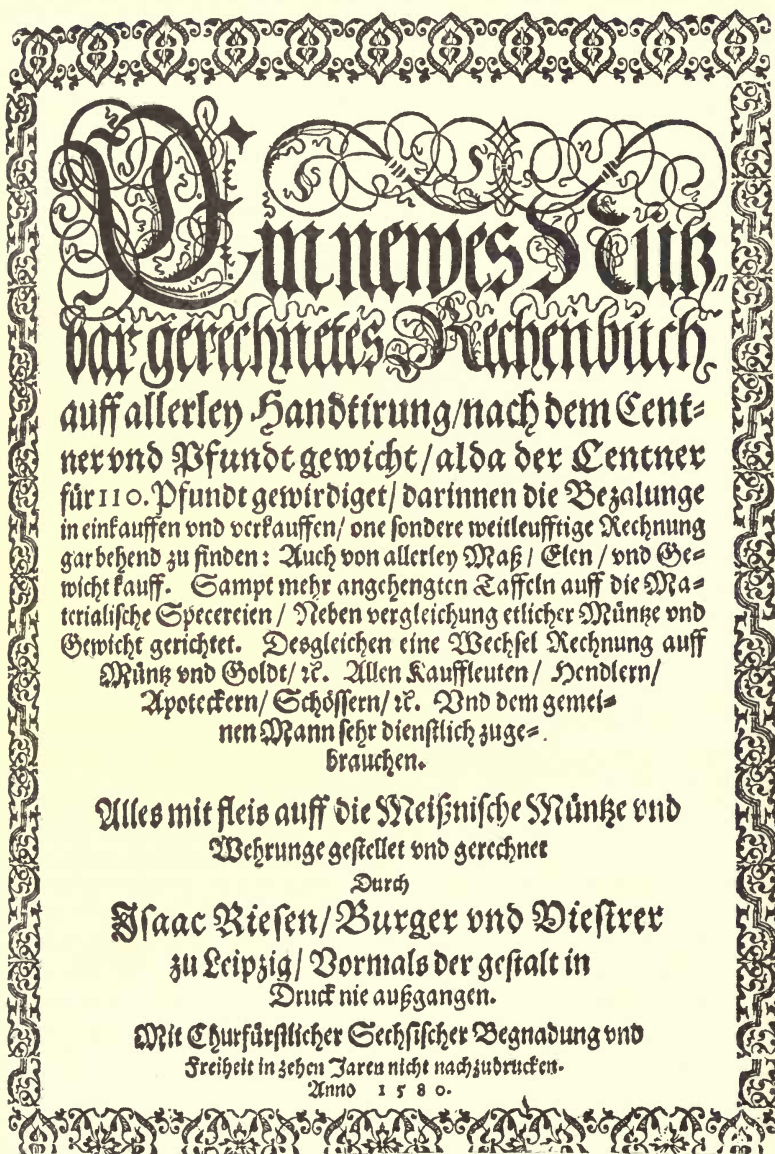 Ein newes Nutz-
bar gerechnetes Rechenbuch
auff allerley Handtirung/nach dem Cent-
ner vnd Pfundt gewicht/alda der Centner
für 110. Pfundt gewirdiget/darinnen die Bezalunge
in einkauffen vnd verkauffen/one sondere weitleufftige Rechnung
gar behend zu finden: Auch von allerley Maß/Elen/vnd Ge-
wicht kauff. Sampt mehr angehengten Taffeln auff die Ma-
terialische Specereien/Neben vergleichung etlicher Müntze vnd
Gewicht gerichtet. Desgleichen eine Wechsel Rechnung auff
Müntz vnd Goldt/ꝛc. Allen Kauffleuten/Hendlern/
Apoteckern/Schössern/ꝛc. Vnd dem gemei-
nen Mann sehr dienstlich zuge-
brauchen.
Alles mit fleis auff die Meißnische Müntze vnd
Wehrunge gestellet vnd gerechnet
Durch
Isaac Riesen/Burger vnd Viesirer
zu Leipzig/Vormals der gestalt in
Druck nie außgangen.
Mit Churfürstlicher Sechsischer Begnadung vnd
Freiheit in zehen Jaren nicht nachzudrucken.
Anno 1580.